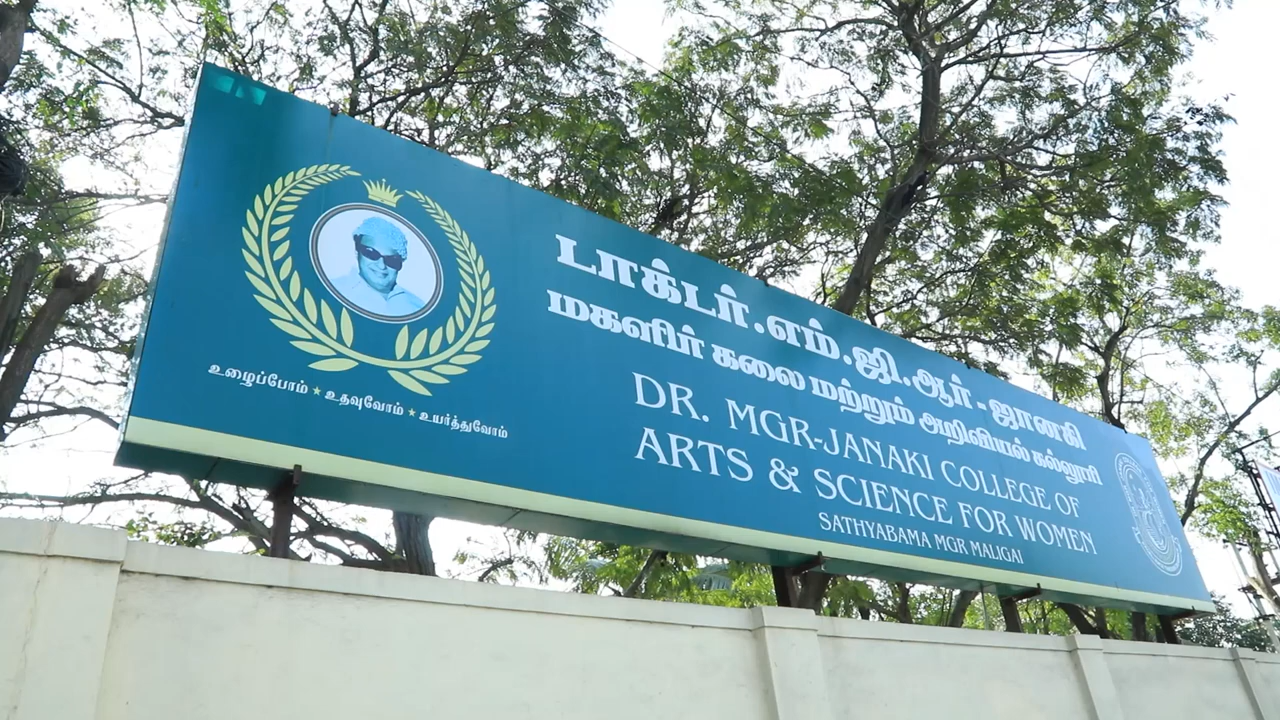 உழைப்போம் ★ உதவுவோம் ★ உயர்த்துவோம்
டாக்டர்.எம்.ஜி.ஆர்-ஜானகி
மகளிர் கலை மற்றும் அறிவியல் கல்லூரி
DR. MGR-JANAKI COLLEGE OF
ARTS & SCIENCE FOR WOMEN
SATHYABAMA MGR MALIGAI